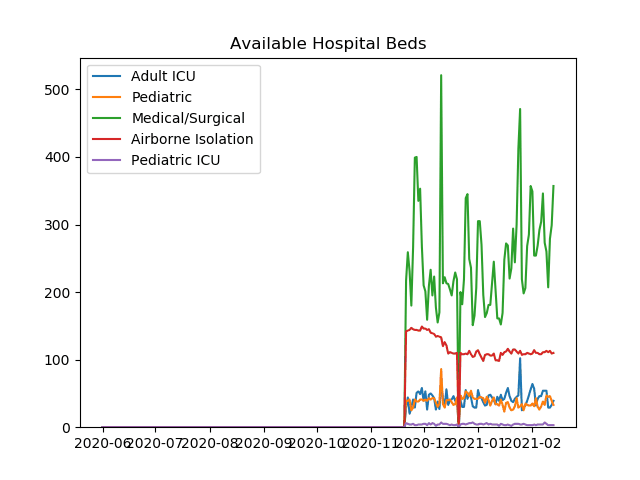 Available Hospital Beds
Adult ICU
Pediatric
Medical/Surgical
Airborne Isolation
Pediatric ICU
500
400
300
200
100
0
2020-06 2020-07 2020-08 2020-09 2020-10 2020-11 2020-12 2021-01 2021-02